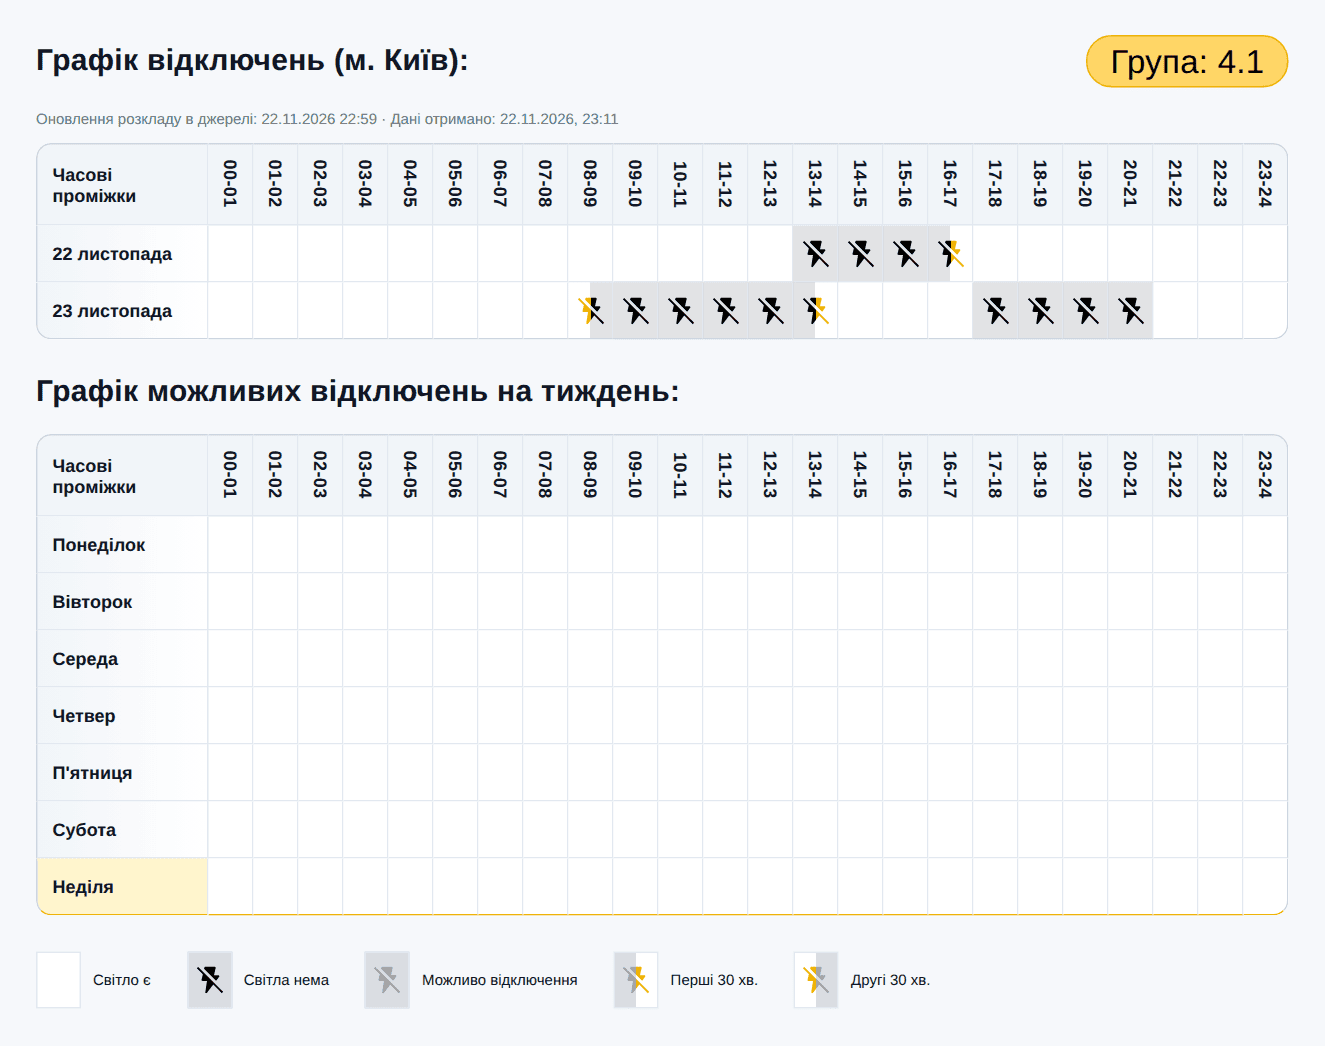 Графік відключень (м. Київ):
Група: 4.1
Оновлення розкладу в джерелі: 22.11.2026 22:59 · Дані отримано: 22.11.2026, 23:11
Часові
проміжки
00-01 01-02 02-03 03-04 04-05 05-06 06-07 07-08 08-09 09-10 10-11 11-12 12-13 13-14 14-15 15-16 16-17 17-18 18-19 19-20 20-21 21-22 22-23 23-24
22 листопада
23 листопада
Графік можливих відключень на тиждень:
Часові
проміжки
00-01 01-02 02-03 03-04 04-05 05-06 06-07 07-08 08-09 09-10 10-11 11-12 12-13 13-14 14-15 15-16 16-17 17-18 18-19 19-20 20-21 21-22 22-23 23-24
Понеділок
Вівторок
Середа
Четвер
П'ятниця
Субота
Неділя
Світло є Світла нема Можливо відключення Перші 30 хв. Другі 30 хв.